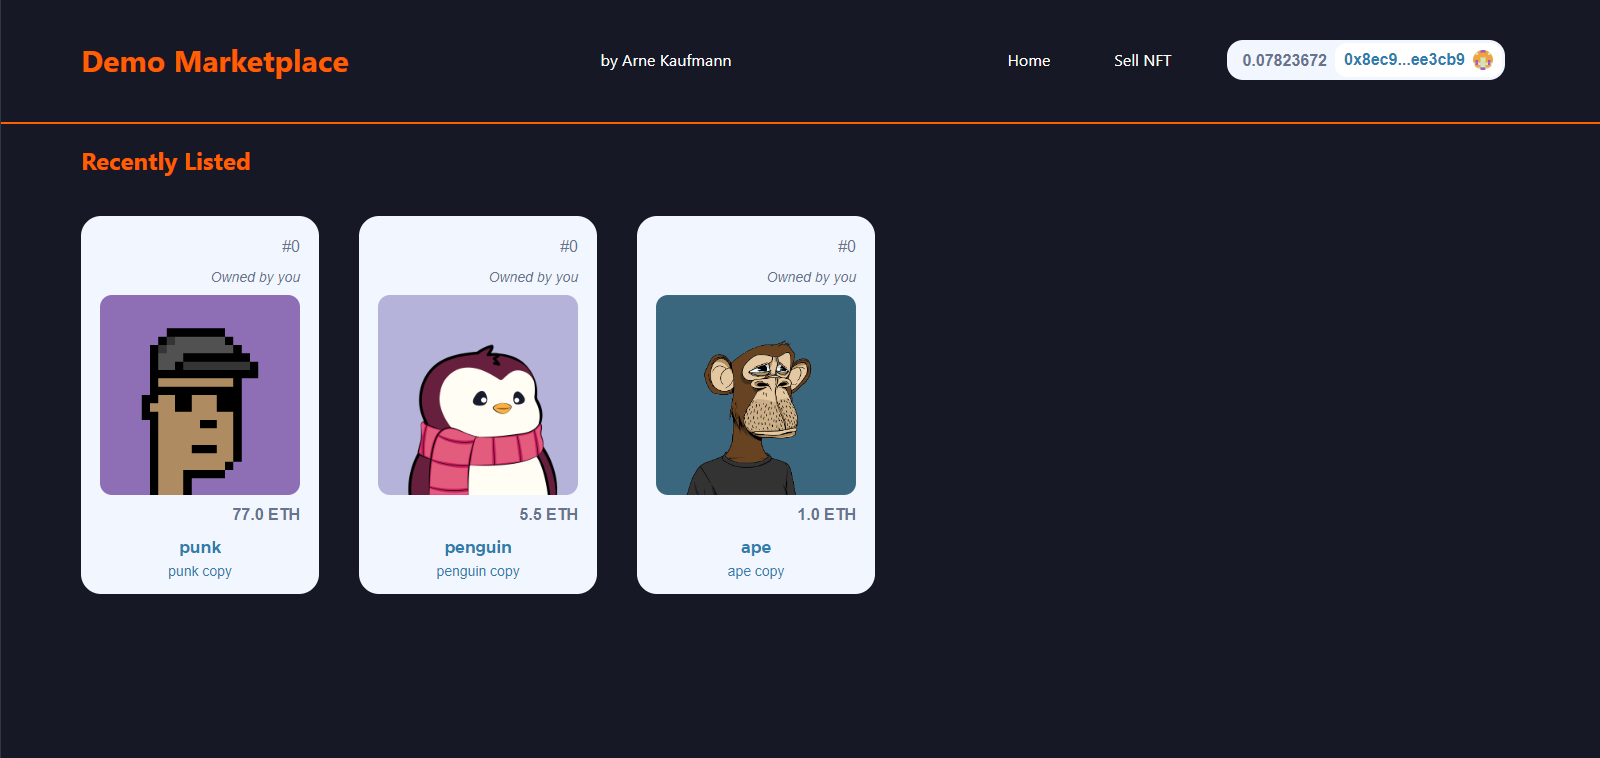 Demo Marketplace
by Arne Kaufmann
Home
Sell NFT
0.07823672
0x8ec9...ee3cb9
Recently Listed
#0
Owned by you
77.0 ETH
punk
punk copy
#0
Owned by you
5.5 ETH
penguin
penguin copy
#0
Owned by you
1.0 ETH
ape
ape copy